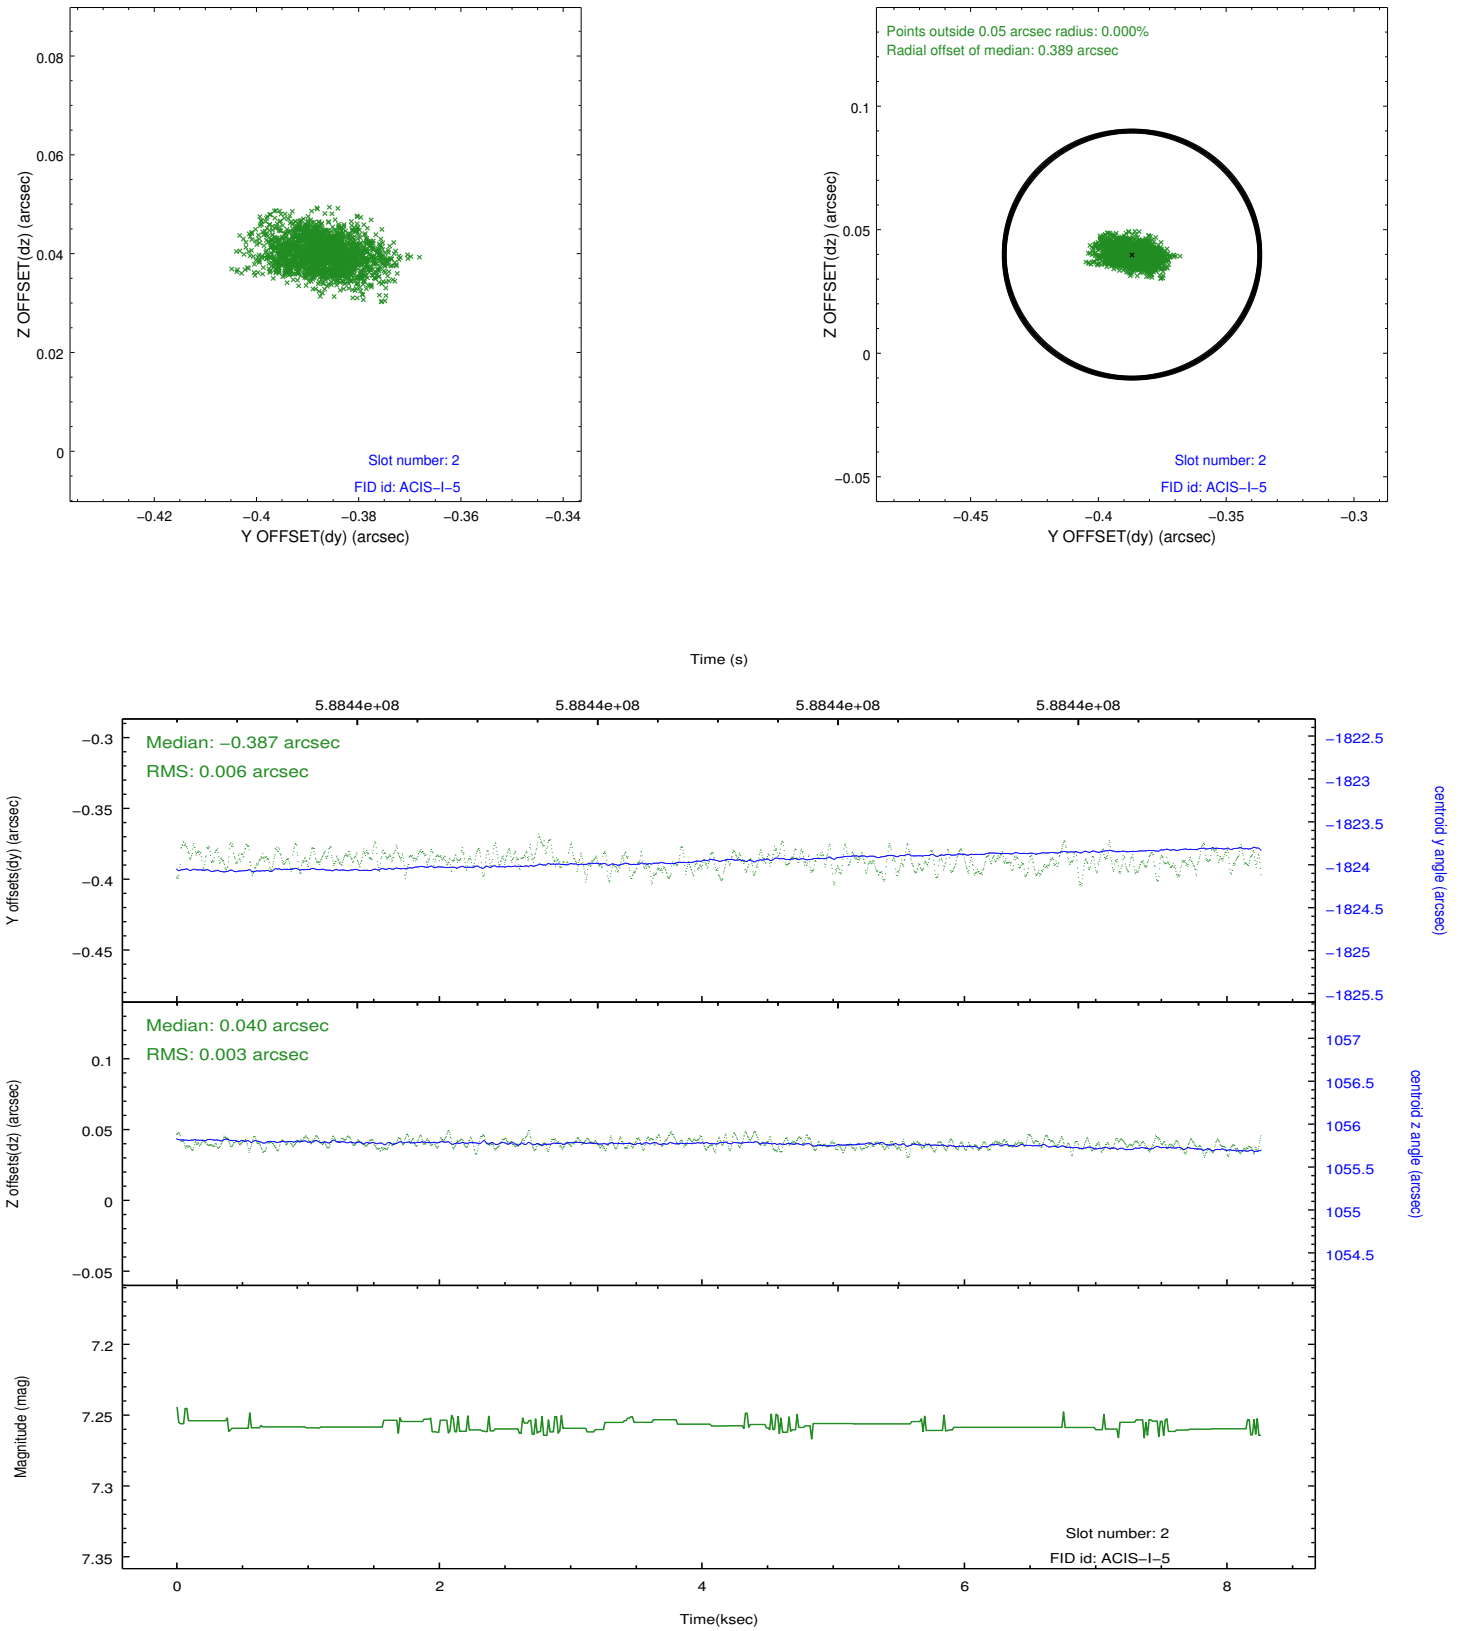 0.08
0.06
0.04
0.02
0
Z OFFSET(dz) (arcsec)
Slot number: 2
FID id: ACIS−I−5
−0.42
−0.4
−0.38
−0.36
−0.34
Y OFFSET(dy) (arcsec)
Points outside 0.05 arcsec radius: 0.000%
Radial offset of median: 0.389 arcsec
0.1
0.05
0
−0.05
Z OFFSET(dz) (arcsec)
Slot number: 2
FID id: ACIS−I−5
−0.45
−0.4
−0.35
−0.3
Y OFFSET(dy) (arcsec)
Time (s)
5.8844e+08
5.8844e+08
5.8844e+08
5.8844e+08
Median: −0.387 arcsec
RMS: 0.006 arcsec
−0.3
−0.35
−0.4
−0.45
Y offsets(dy) (arcsec)
−1822.5
−1823
−1823.5
−1824
−1824.5
−1825
−1825.5
centroid y angle (arcsec)
Median: 0.040 arcsec
RMS: 0.003 arcsec
0.1
0.05
0
−0.05
Z offsets(dz) (arcsec)
1057
1056.5
1056
1055.5
1055
1054.5
centroid z angle (arcsec)
7.2
7.25
7.3
7.35
Magnitude (mag)
Slot number: 2
FID id: ACIS−I−5
0
2
4
6
8
Time(ksec)